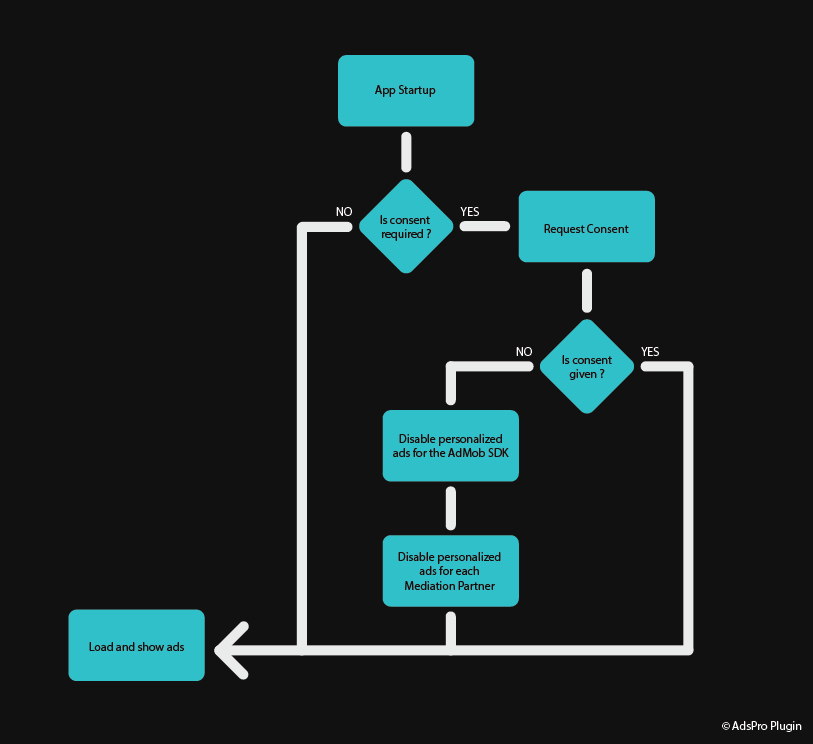 App Startup
NO
Is consent
required ?
YES
Request Consent
NO
Is consent
given ?
YES
Disable personalized
ads for the AdMob SDK
Disable personalized
ads for each
Mediation Partner
Load and show ads
© AdsPro Plugin